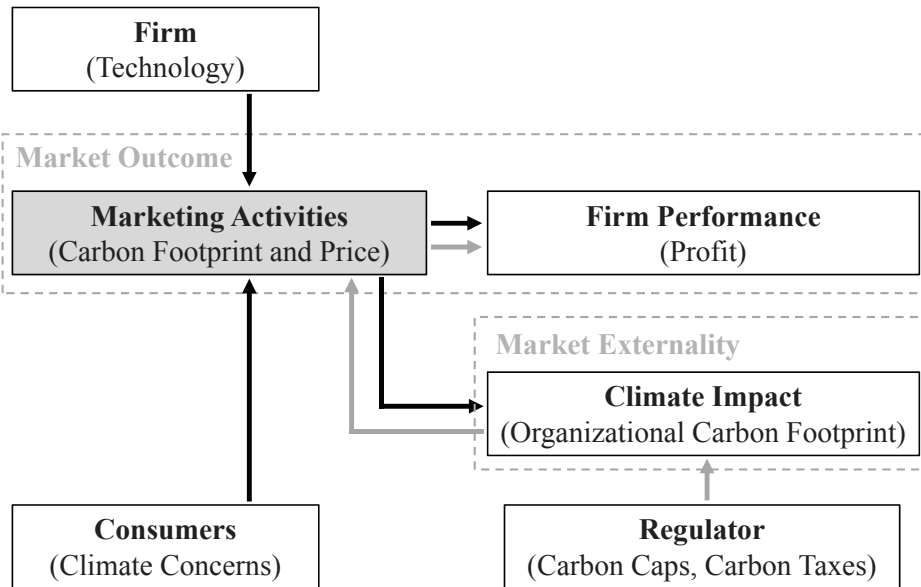 Firm
(Technology)
Market Outcome
Marketing Activities
(Carbon Footprint and Price)
Firm Performance
(Profit)
Market Externality
Climate Impact
(Organizational Carbon Footprint)
Consumers
(Climate Concerns)
Regulator
(Carbon Caps, Carbon Taxes)